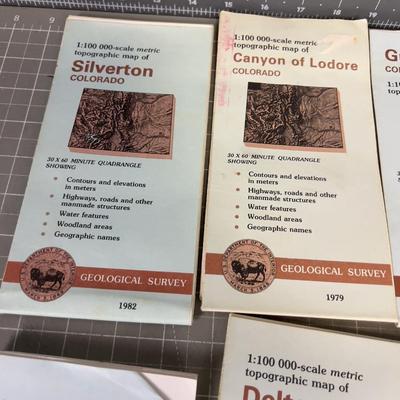 1:100 000-scale metric
topographic map of
Silverton
COLORADO
30 X 60 MINUTE QUADRANGLE
SHOWING
• Contours and elevations
in meters
• Highways, roads and other
manmade structures
• Water features
• Woodland areas
• Geographic names
GEOLOGICAL SURVEY
1982
1:100 000-scale metric
topographic map of
Canyon of Lodore
COLORADO
30 X 60 MINUTE QUADRANGLE
SHOWING
• Contours and elevations
in meters
• Highways, roads and other
manmade structures
• Water features
• Woodland areas
• Geographic names
GEOLOGICAL SURVEY
1979
COLO
1:100 000-scale metric
topographic map of
Delta